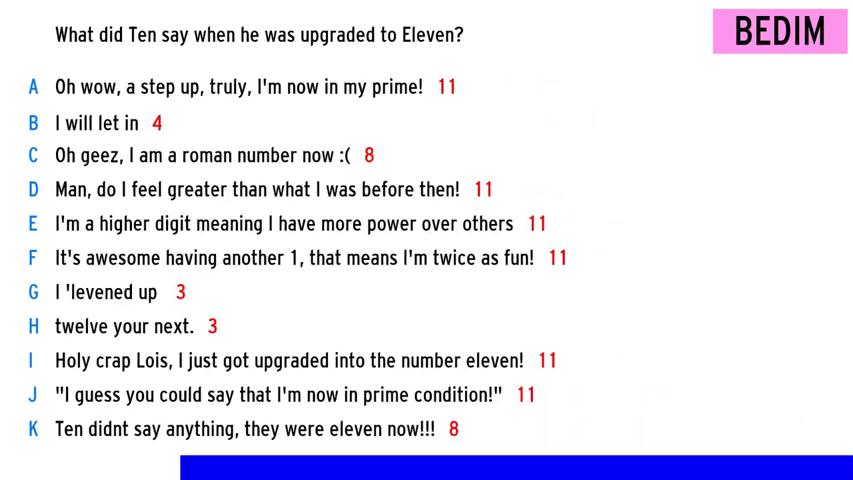 What did Ten say when he was upgraded to Eleven?
BEDIM
A Oh wow, a step up, truly, I'm now in my prime! 11
B I will let in 4
C Oh geez, I am a roman number now :( 8
D Man, do I feel greater than what I was before then! 11
E I'm a higher digit meaning I have more power over others 11
F It's awesome having another 1, that means I'm twice as fun! 11
G I 'levened up 3
H twelve your next. 3
I Holy crap Lois, I just got upgraded into the number eleven! 11
J "I guess you could say that I'm now in prime condition!" 11
K Ten didnt say anything, they were eleven now!!! 8